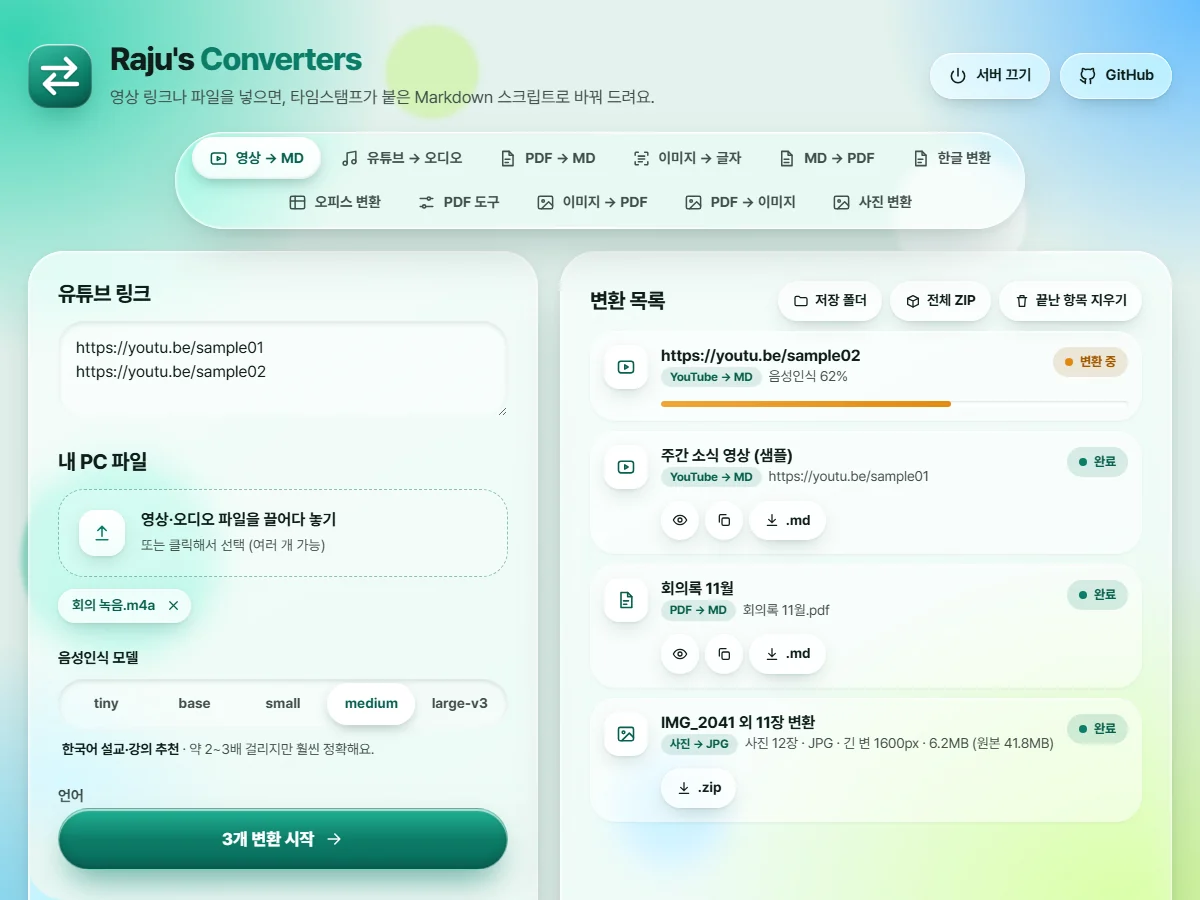 Raju's Converters
영상 링크나 파일을 넣으면, 타임스탬프가 붙은 Markdown 스크립트로 바꿔 드려요.
서버 끄기
GitHub
영상 → MD
유튜브 → 오디오
PDF → MD
이미지 → 글자
MD → PDF
한글 변환
오피스 변환
PDF 도구
이미지 → PDF
PDF → 이미지
사진 변환
유튜브 링크
https://youtu.be/sample01
https://youtu.be/sample02
내 PC 파일
영상·오디오 파일을 끌어다 놓기
또는 클릭해서 선택 (여러 개 가능)
회의 녹음.m4a ×
음성인식 모델
tiny
base
small
medium
large-v3
한국어 설교·강의 추천 · 약 2~3배 걸리지만 훨씬 정확해요.
언어
3개 변환 시작 →
변환 목록
저장 폴더
전체 ZIP
끝난 항목 지우기
https://youtu.be/sample02
변환 중
YouTube → MD 음성인식 62%
주간 소식 영상 (샘플)
완료
YouTube → MD https://youtu.be/sample01
.md
회의록 11월
완료
PDF → MD 회의록 11월.pdf
.md
IMG_2041 외 11장 변환
완료
사진 → JPG 사진 12장 · JPG · 긴 변 1600px · 6.2MB (원본 41.8MB)
.zip